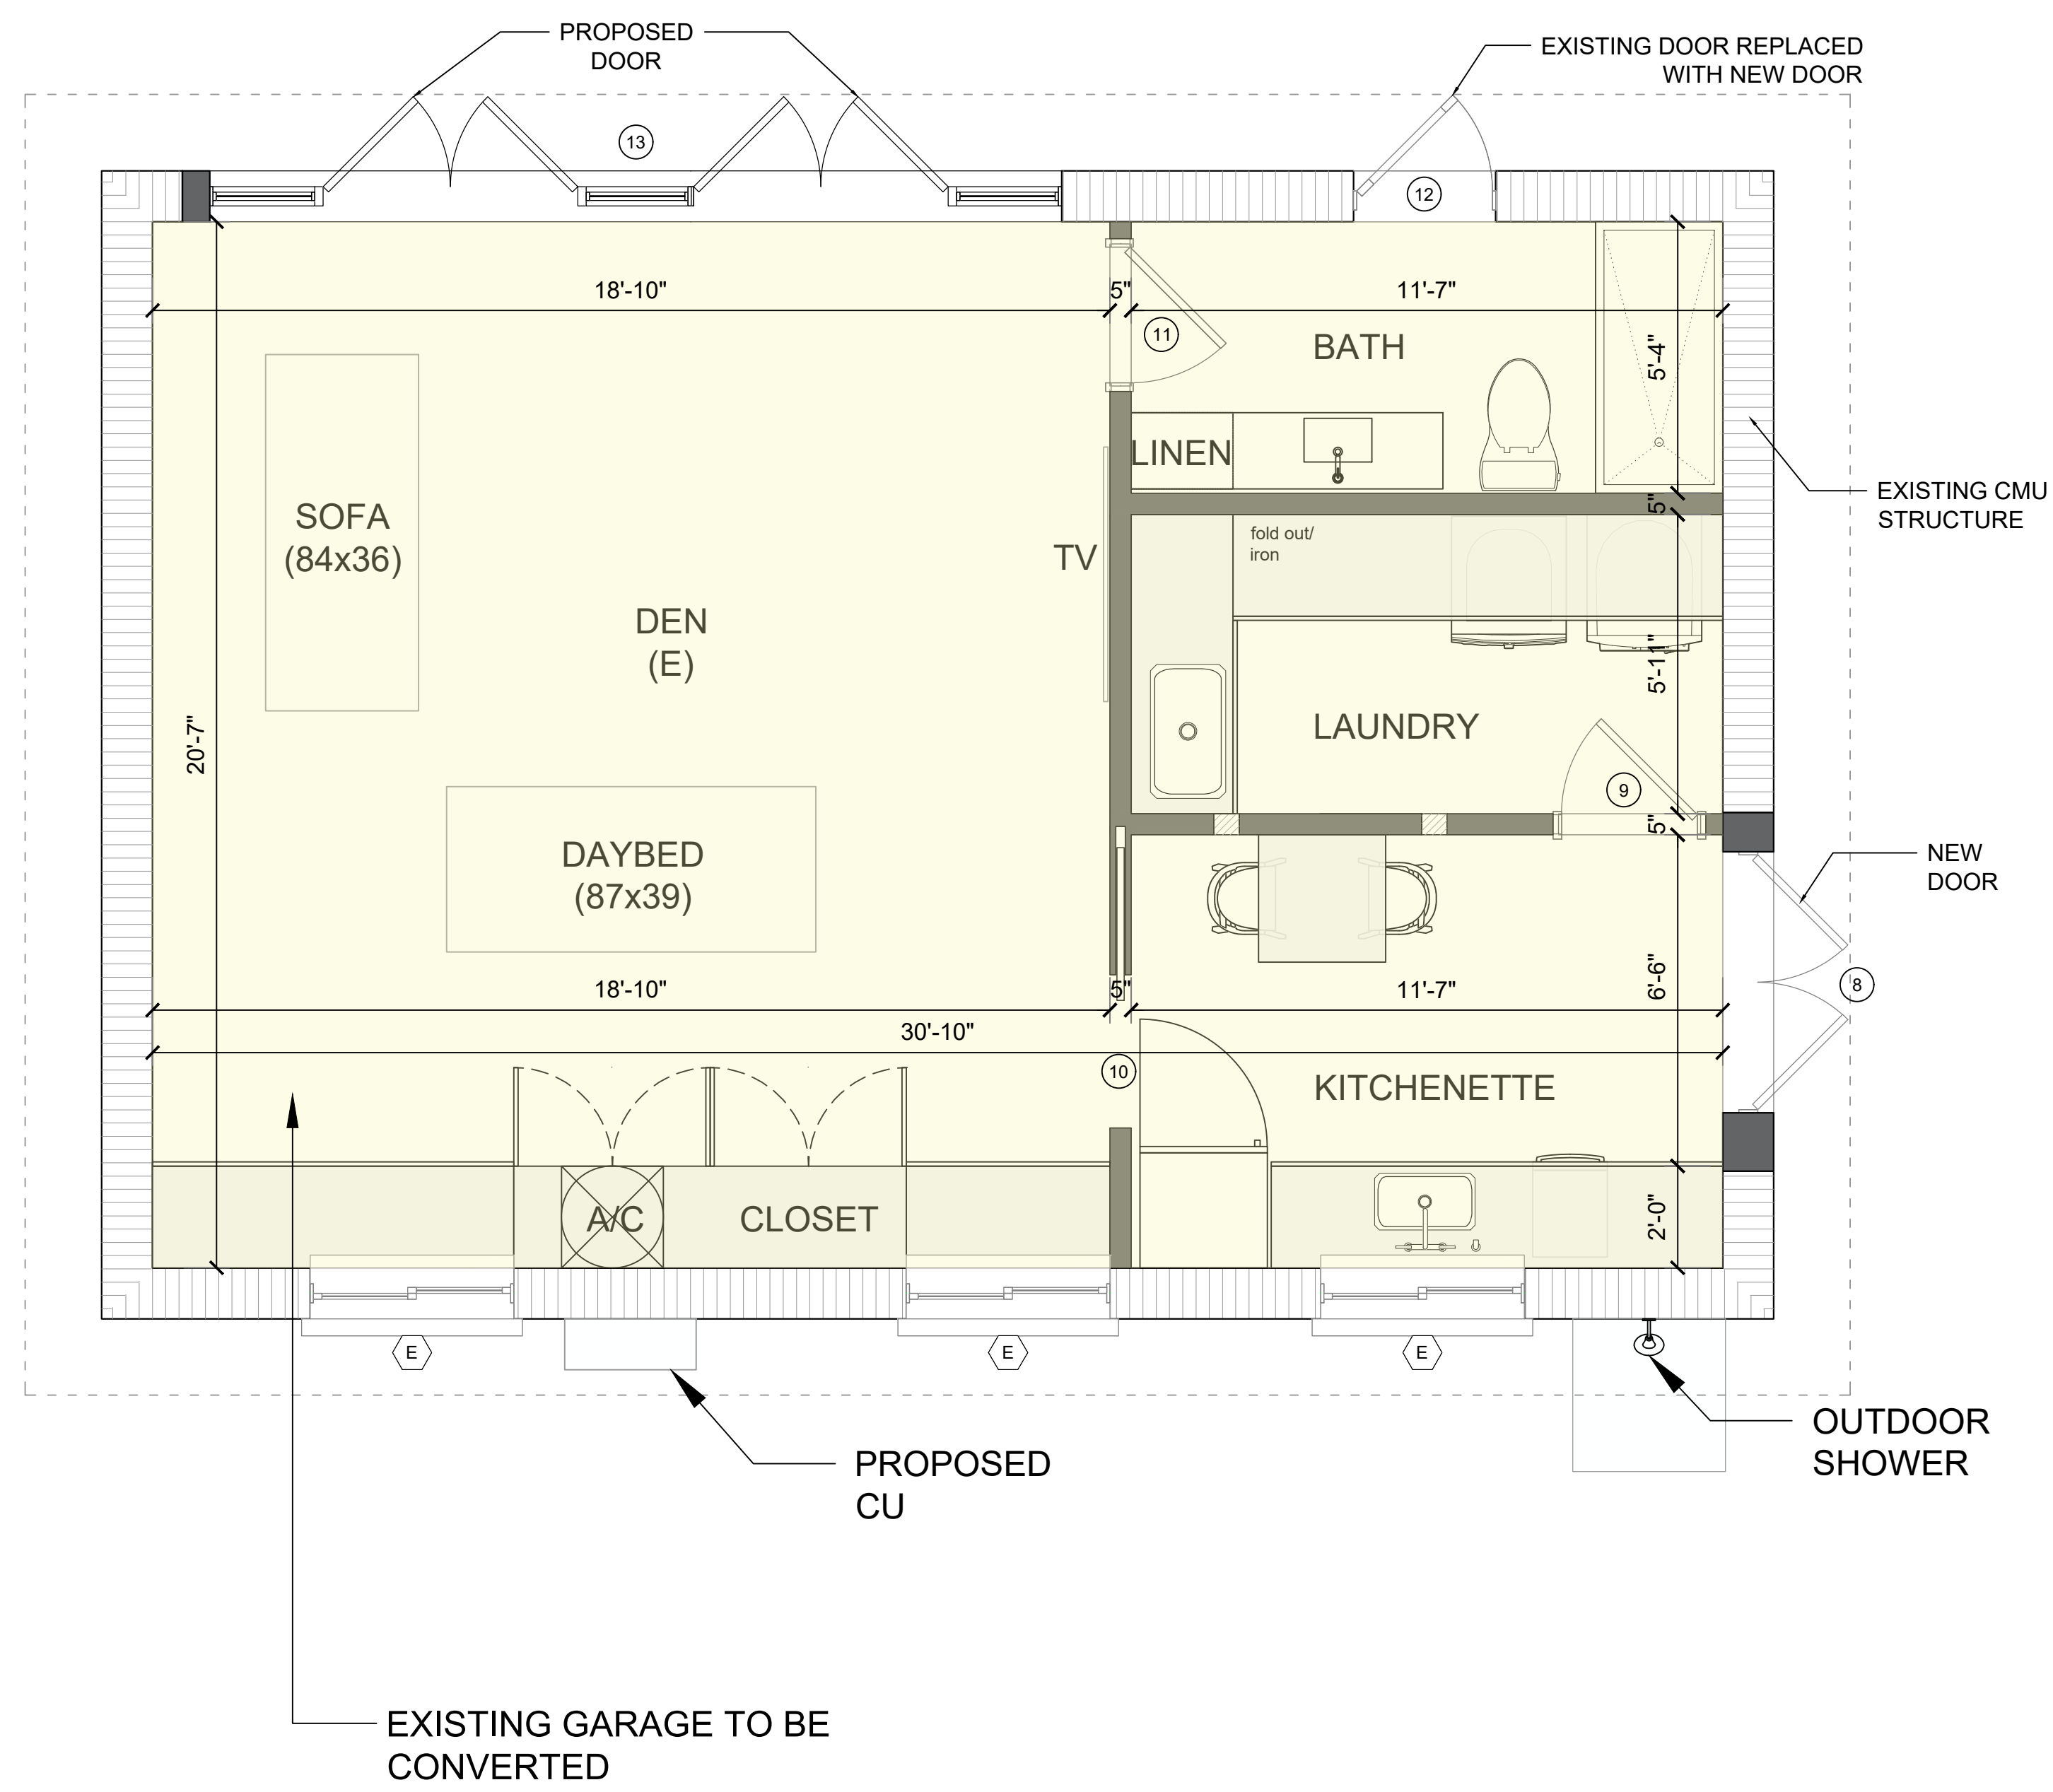 PROPOSED
DOOR
EXISTING DOOR REPLACED
WITH NEW DOOR
13
12
18'-10"
5"
11'-7"
11
BATH
5'-4"
LINEN
5"
EXISTING CMU
STRUCTURE
SOFA
(84x36)
TV
fold out/
iron
DEN
(E)
5'-11"
LAUNDRY
20'-7"
9
5"
DAYBED
(87x39)
NEW
DOOR
18'-10"
5"
11'-7"
6'-6"
8
30'-10"
10
KITCHENETTE
A/C
CLOSET
2'-0"
E
E
E
OUTDOOR
SHOWER
PROPOSED
CU
EXISTING GARAGE TO BE
CONVERTED